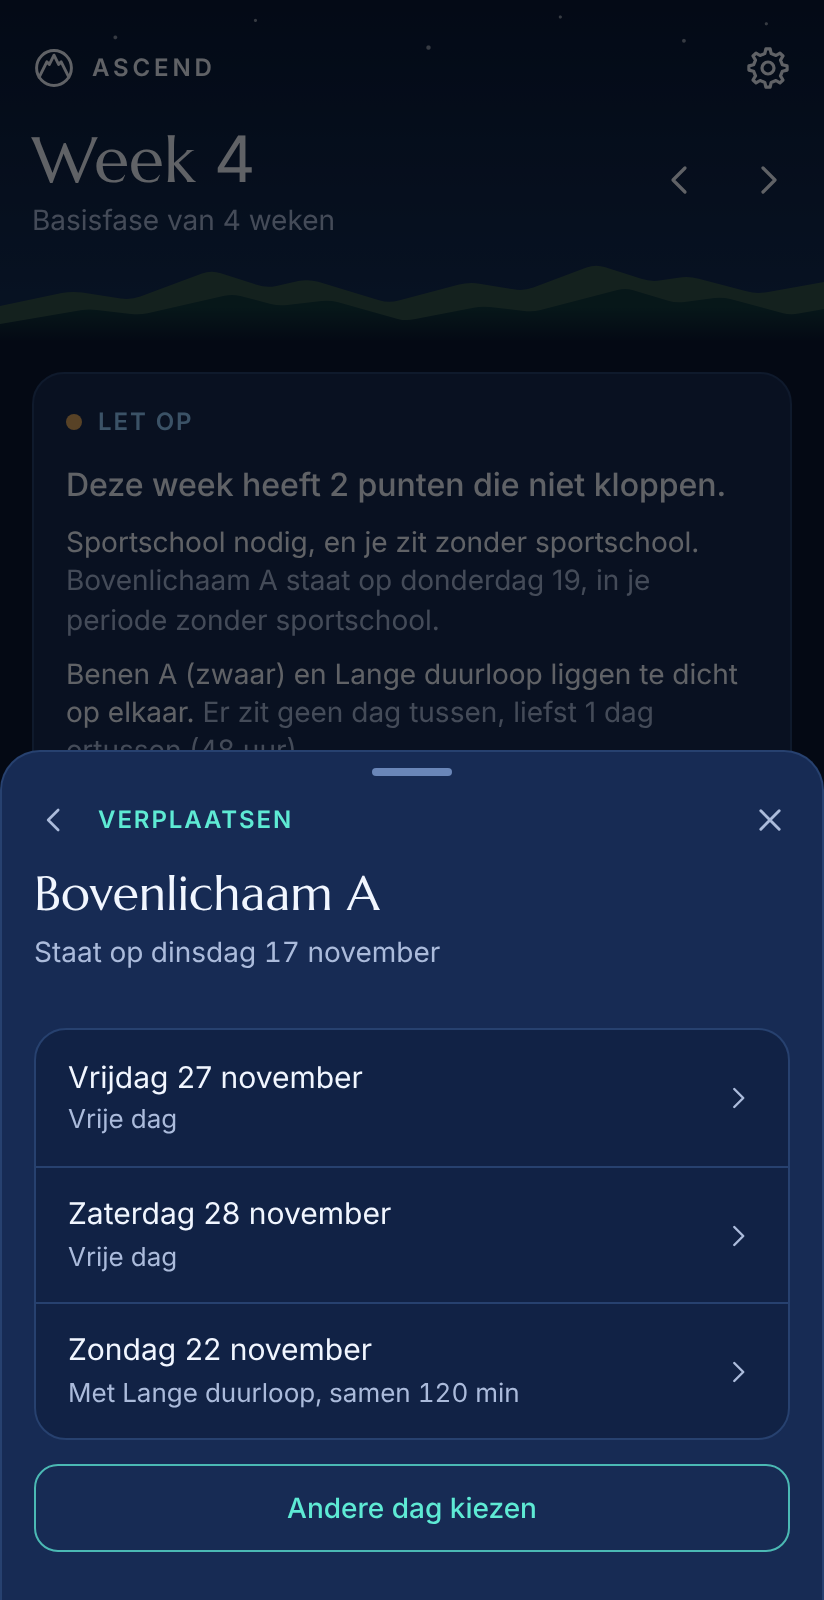 ASCEND
Week 4
Basisfase van 4 weken
LET OP
Deze week heeft 2 punten die niet kloppen.
Sportschool nodig, en je zit zonder sportschool.
Bovenlichaam A staat op donderdag 19, in je
periode zonder sportschool.
Benen A (zwaar) en Lange duurloop liggen te dicht
op elkaar. Er zit geen dag tussen, liefst 1 dag
ertussen (48 uur)
VERPLAATSEN
Bovenlichaam A
Staat op dinsdag 17 november
Vrijdag 27 november
Vrije dag
Zaterdag 28 november
Vrije dag
Zondag 22 november
Met Lange duurloop, samen 120 min
Andere dag kiezen